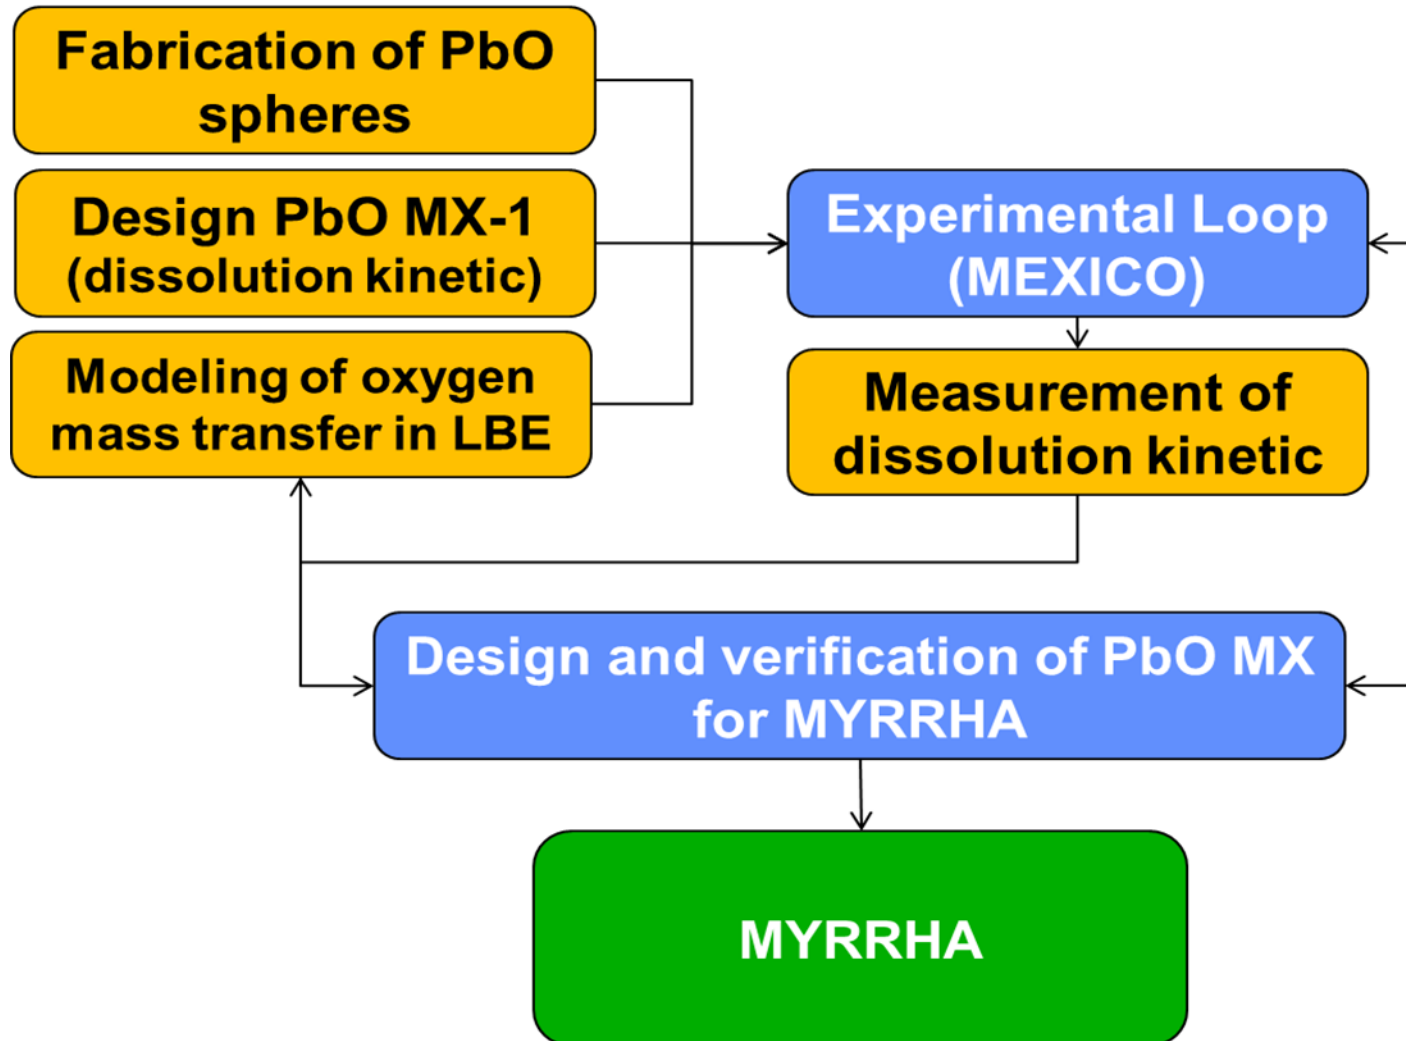 Fabrication of PbO
spheres
Design PbO MX-1
(dissolution kinetic)
Modeling of oxygen
mass transfer in LBE
Experimental Loop
(MEXICO)
Measurement of
dissolution kinetic
Design and verification of PbO MX
for MYRRHA
MYRRHA